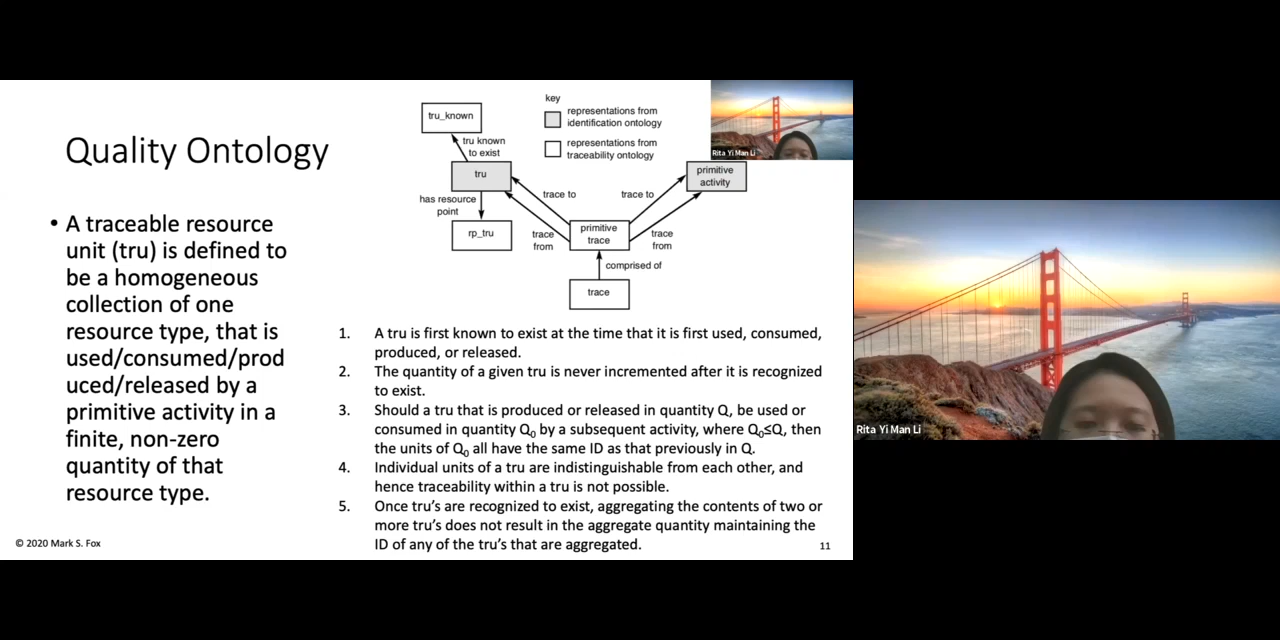 Quality Ontology
• A traceable resource
unit (tru) is defined to
be a homogeneous
collection of one
resource type, that is
used/consumed/prod
uced/released by a
primitive activity in a
finite, non-zero
quantity of that
resource type.
tru_known
key
representations from
identification ontology
representations from
traceability ontology
tru known
to exist
tru
primitive
activity
has resource
point
trace to
trace to
rp_tru
trace
from
primitive
trace
trace
from
comprised of
trace
1. A tru is first known to exist at the time that it is first used, consumed,
produced, or released.
2. The quantity of a given tru is never incremented after it is recognized
to exist.
3. Should a tru that is produced or released in quantity Q, be used or
consumed in quantity Q₀ by a subsequent activity, where Q₀≤Q, then
the units of Q₀ all have the same ID as that previously in Q.
4. Individual units of a tru are indistinguishable from each other, and
hence traceability within a tru is not possible.
5. Once tru's are recognized to exist, aggregating the contents of two or
more tru's does not result in the aggregate quantity maintaining the
ID of any of the tru's that are aggregated.
© 2020 Mark S. Fox
11
Rita Yi Man Li
Rita Yi Man Li